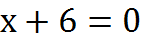 x + 6 = 0